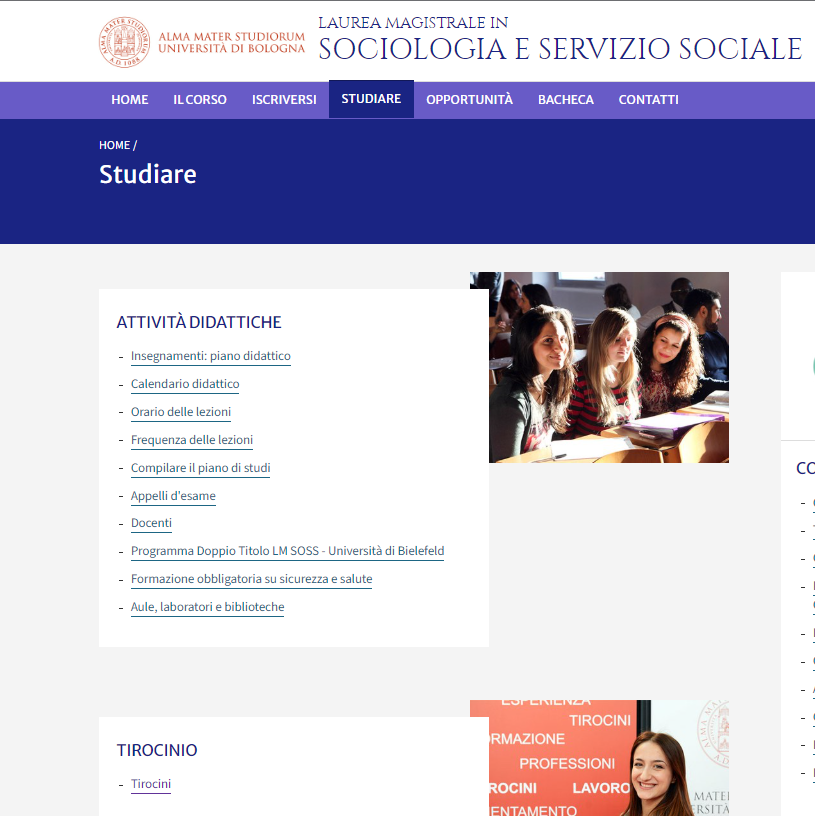 ALMA MATER STUDIORUM
UNIVERSITÀ DI BOLOGNA
LAUREA MAGISTRALE IN
SOCIOLOGIA E SERVIZIO SOCIALE
HOME IL CORSO ISCRIVERSI STUDIARE OPPORTUNITÀ BACHECA CONTATTI
HOME /
Studiare
ATTIVITÀ DIDATTICHE
- Insegnamenti: piano didattico
- Calendario didattico
- Orario delle lezioni
- Frequenza delle lezioni
- Compilare il piano di studi
- Appelli d'esame
- Docenti
- Programma Doppio Titolo LM SOSS - Università di Bielefeld
- Formazione obbligatoria su sicurezza e salute
- Aule, laboratori e biblioteche
CO
TIROCINIO
- Tirocini
ESPERIENZA
TIROCINI
ORMAZIONE
PROFESSIONI
ROCINI LAVORO
ENTAMENTO
MATER